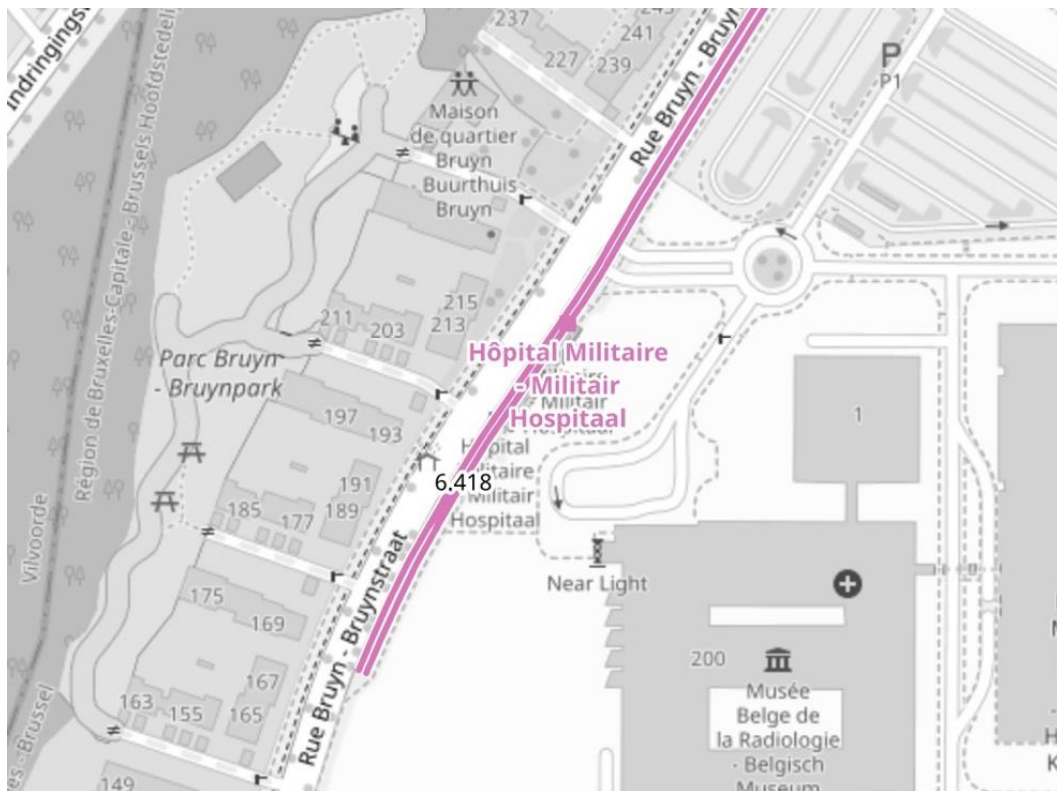 237
241
227
239
Rue Bruyn - Bruyn
P
P1
Maison
de quartier
Bruyn
- Buurthuis
Bruyn
Région de Bruxelles-Capitale - Brussels Hoofdstedeli
215
213
211
203
Parc Bruyn
- Bruynpark
Hôpital Militaire
- Militair
Hospitaal
1
197
193
Hôpital
Militaire
Militair
Hospitaal
6.418
191
189
185
177
Vilvoorde
Near Light
Rue Bruyn - Bruynstraat
175
169
200
167
165
163
155
Musée
Belge de
la Radiologie
- Belgisch
Museum
149
es - Brussel
H
K